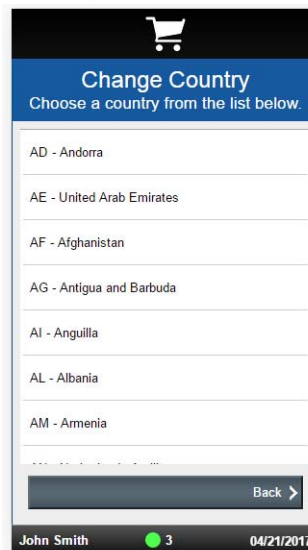 Change Country
Choose a country from the list below.
AD - Andorra
AE - United Arab Emirates
AF - Afghanistan
AG - Antigua and Barbuda
AI - Anguilla
AL - Albania
AM - Armenia
Back
John Smith 3 04/21/201